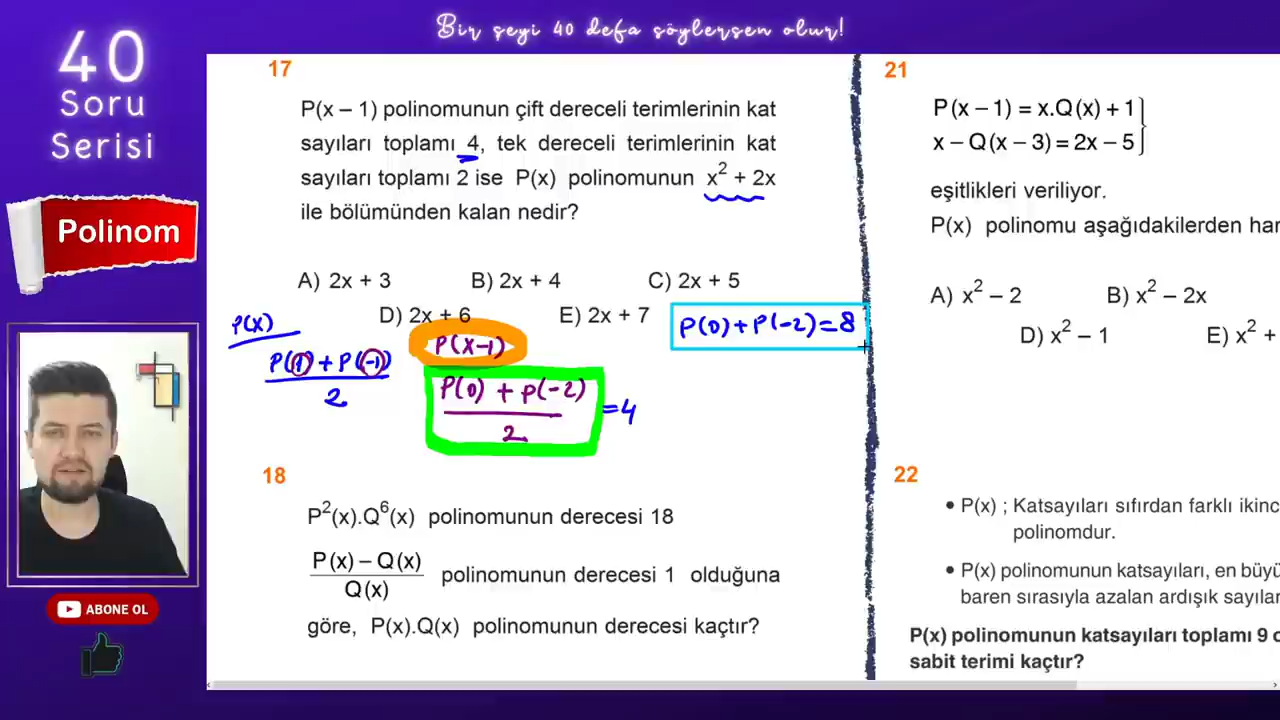 Bir şeyi 40 defa söylersen olur!
40
Soru
Serisi
Polinom
ABONE OL
17
P(x – 1) polinomunun çift dereceli terimlerinin kat
sayıları toplamı 4, tek dereceli terimlerinin kat
sayıları toplamı 2 ise P(x) polinomunun x² + 2x
ile bölümünden kalan nedir?
A) 2x + 3 B) 2x + 4 C) 2x + 5
D) 2x + 6 E) 2x + 7
P(x)
P(1) + P(-1)
2
P(x-1)
P(0) + P(-2)
2
=4
P(0)+P(-2)=8
18
P²(x).Q⁶(x) polinomunun derecesi 18
P(x) – Q(x)
Q(x)
polinomunun derecesi 1 olduğuna
göre, P(x).Q(x) polinomunun derecesi kaçtır?
21
P(x – 1) = x.Q(x) + 1
x – Q(x – 3) = 2x – 5
eşitlikleri veriliyor.
P(x) polinomu aşağıdakilerden han
A) x² – 2 B) x² – 2x
D) x² – 1 E) x² +
22
• P(x) ; Katsayıları sıfırdan farklı ikinc
polinomdur.
• P(x) polinomunun katsayıları, en büyü
baren sırasıyla azalan ardışık sayılar
P(x) polinomunun katsayıları toplamı 9 o
sabit terimi kaçtır?